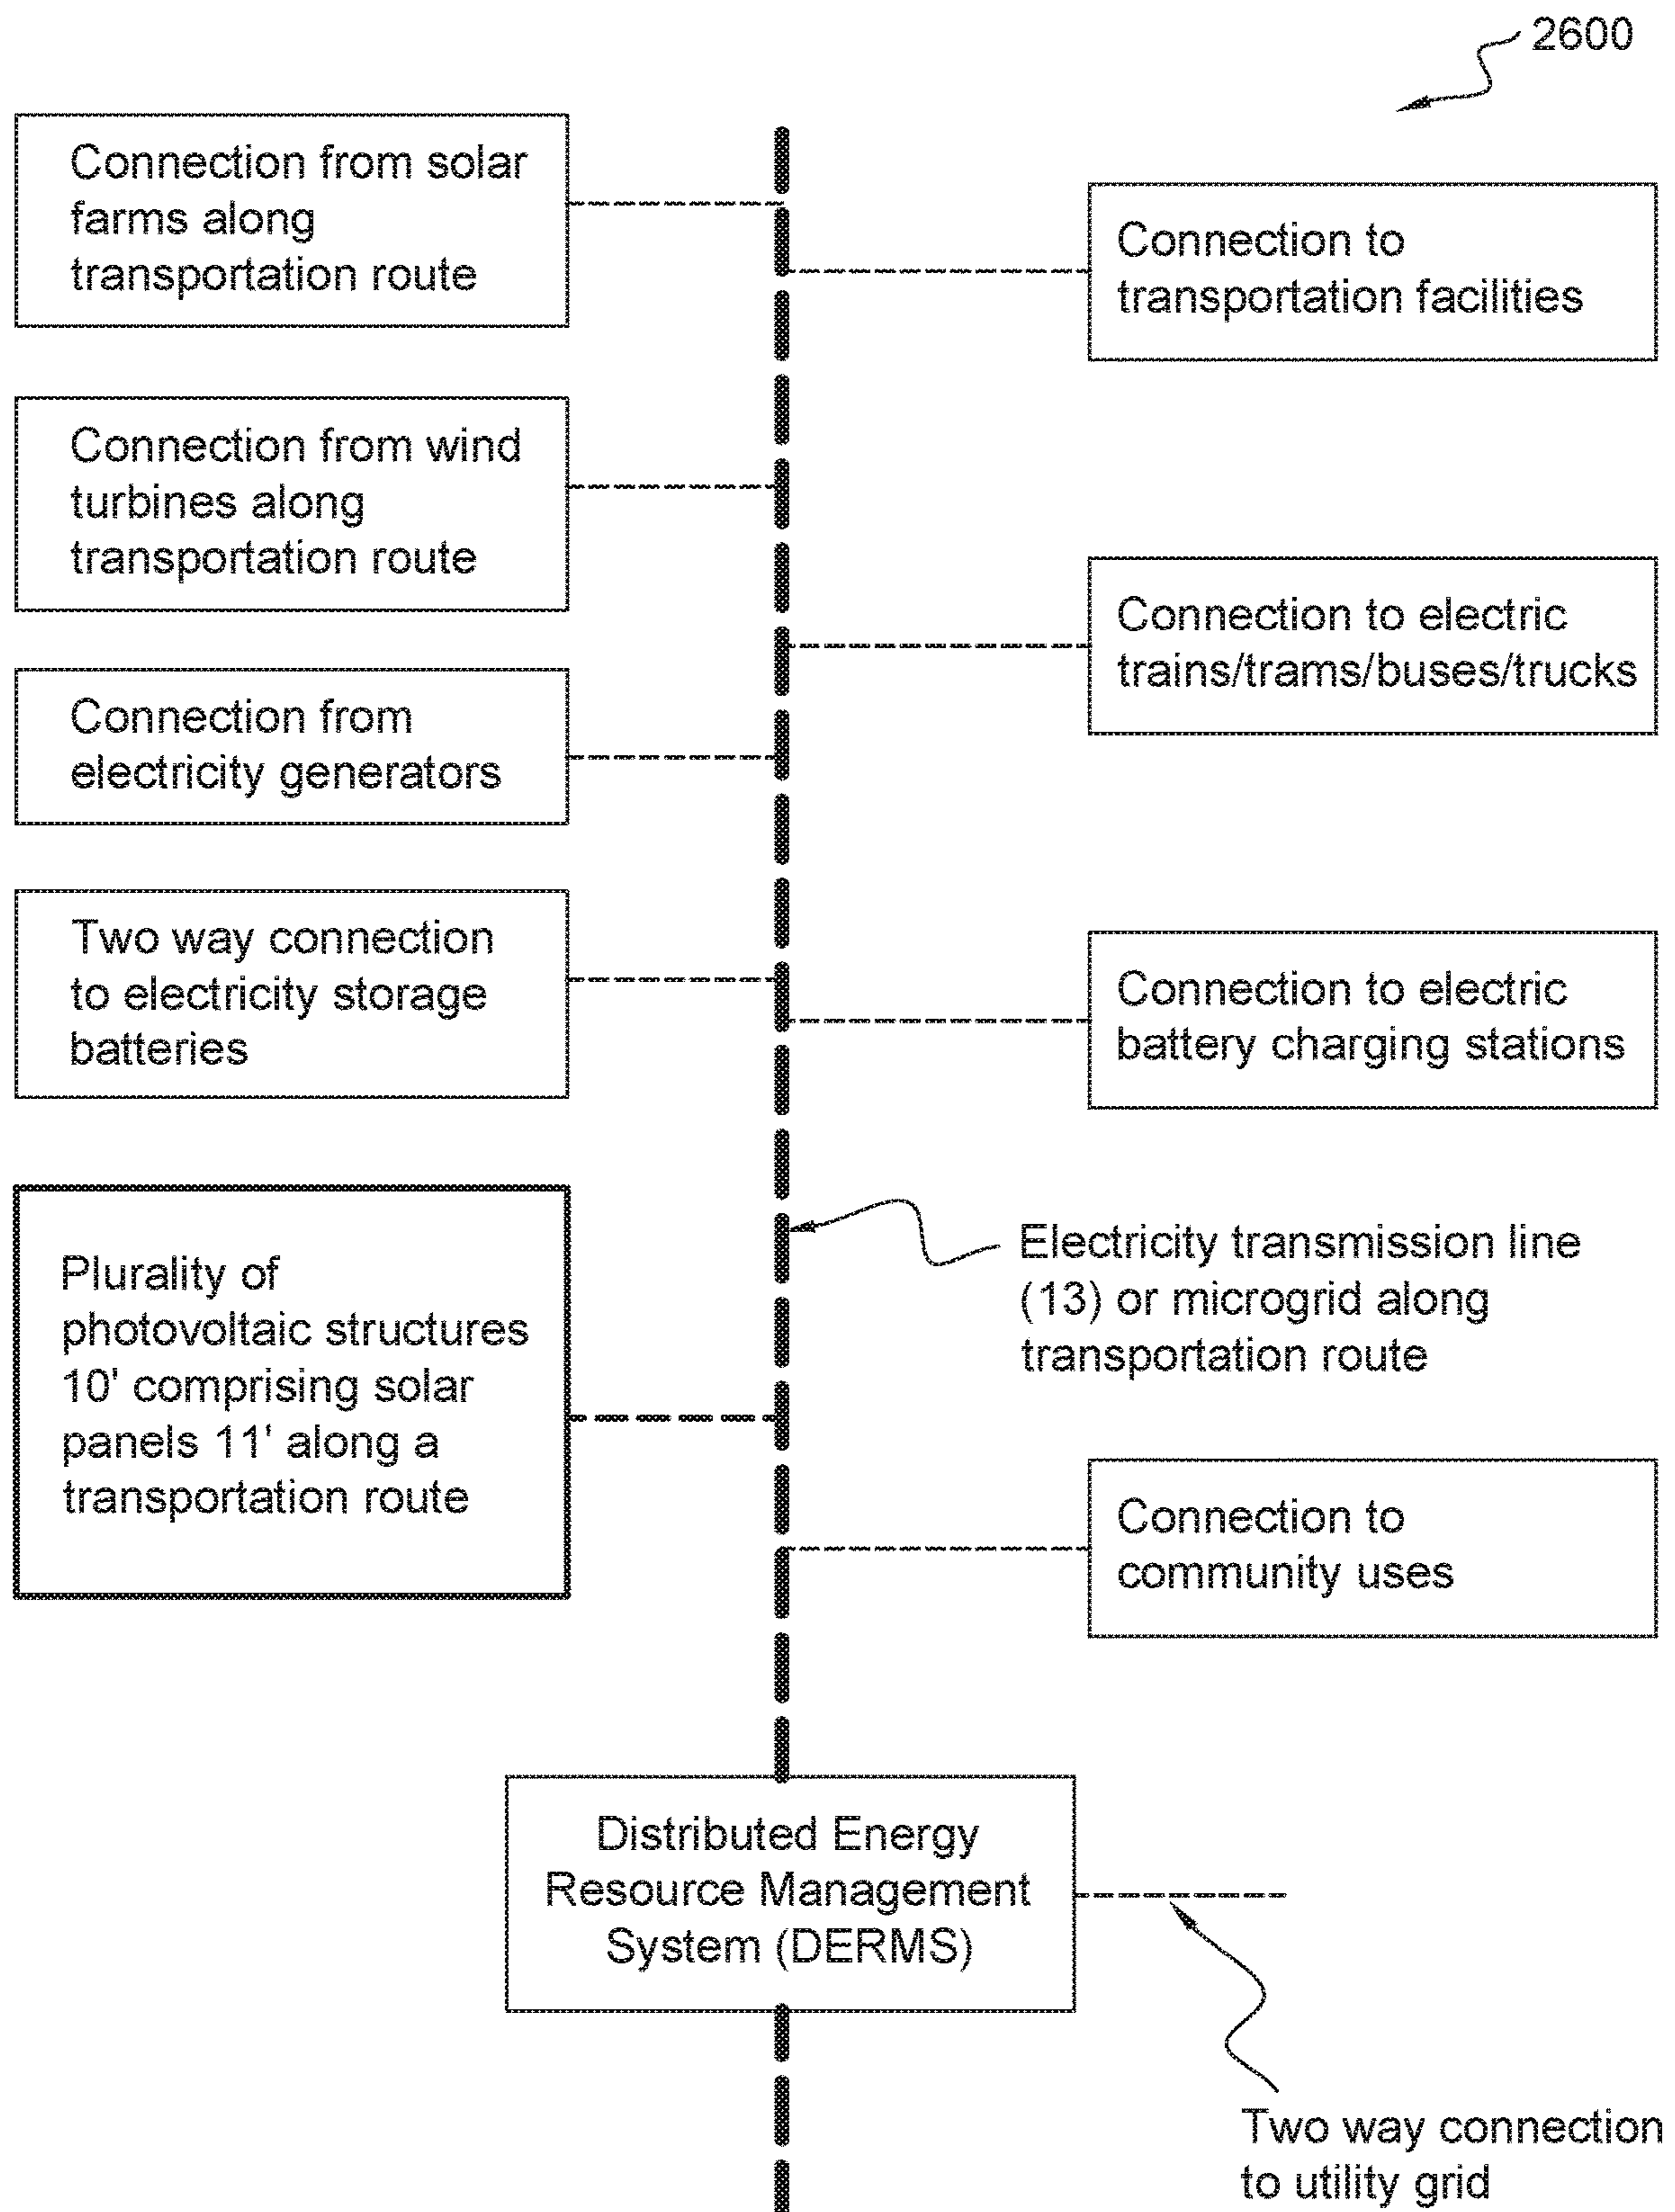 2600
Connection from solar
farms along
transportation route
Connection to
transportation facilities
Connection from wind
turbines along
transportation route
Connection to electric
trains/trams/buses/trucks
Connection from
electricity generators
Two way connection
to electricity storage
batteries
Connection to electric
battery charging stations
Plurality of
photovoltaic structures
10' comprising solar
panels 11' along a
transportation route
Electricity transmission line
(13) or microgrid along
transportation route
Connection to
community uses
Distributed Energy
Resource Management
System (DERMS)
Two way connection
to utility grid